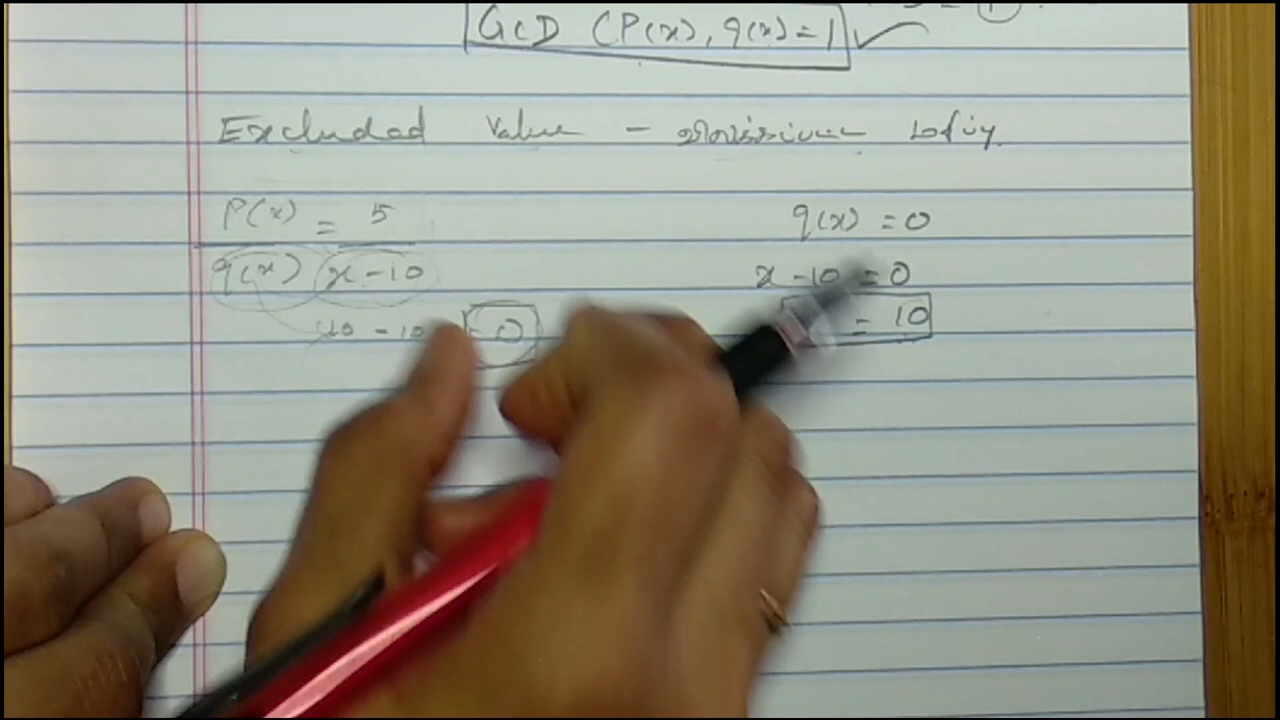 GCD (P(x), q(x) = 1
Excluded Value –
P(x) = 5
q(x) x - 10
10 - 10 = 0
q(x) = 0
x - 10 = 0
= 10